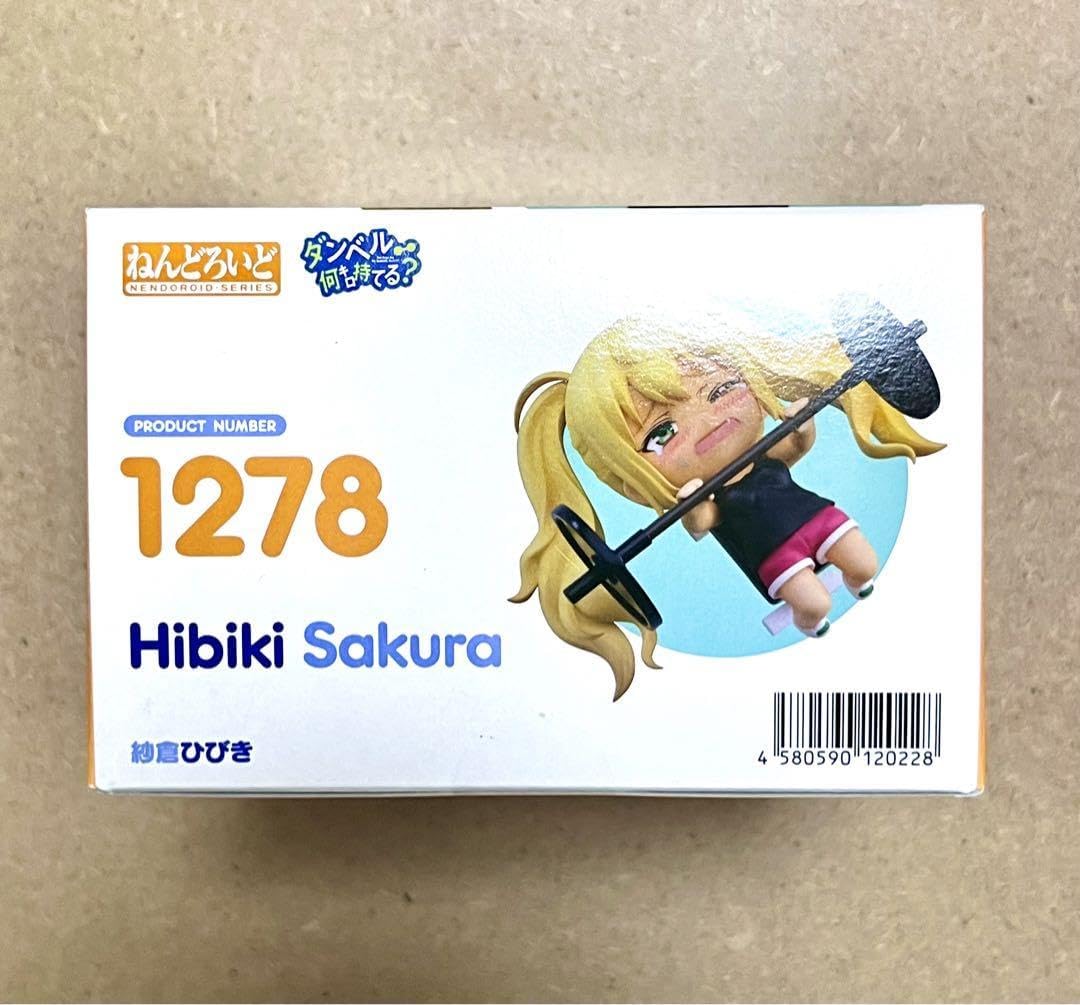 ねんどろいど
NENDOROID·SERIES
ダンベル
何キロ持てる?
PRODUCT NUMBER
1278
Hibiki Sakura
紗倉ひびき
4 580590 120228